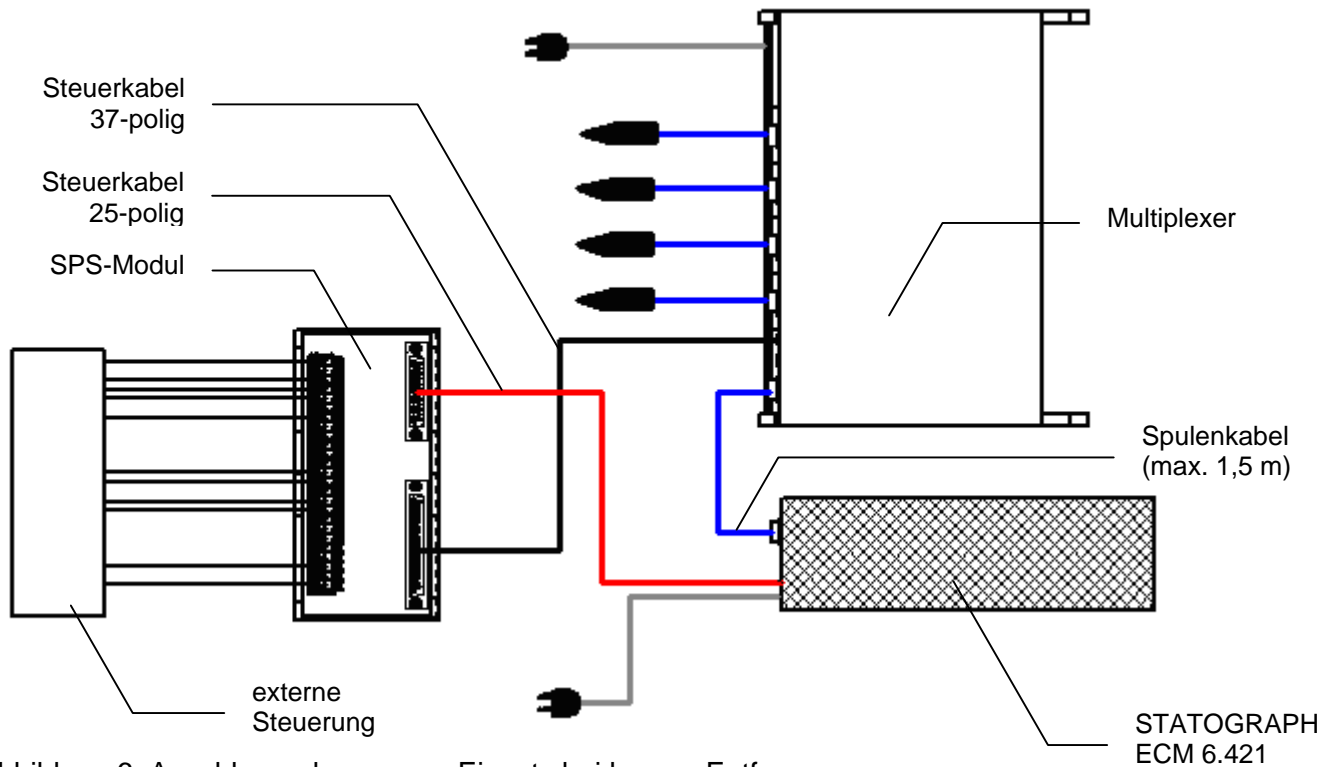 Steuerkabel
37-polig
Steuerkabel
25-polig
SPS-Modul
Multiplexer
Spulenkabel
(max. 1,5 m)
externe
Steuerung
STATOGRAPH
ECM 6.421